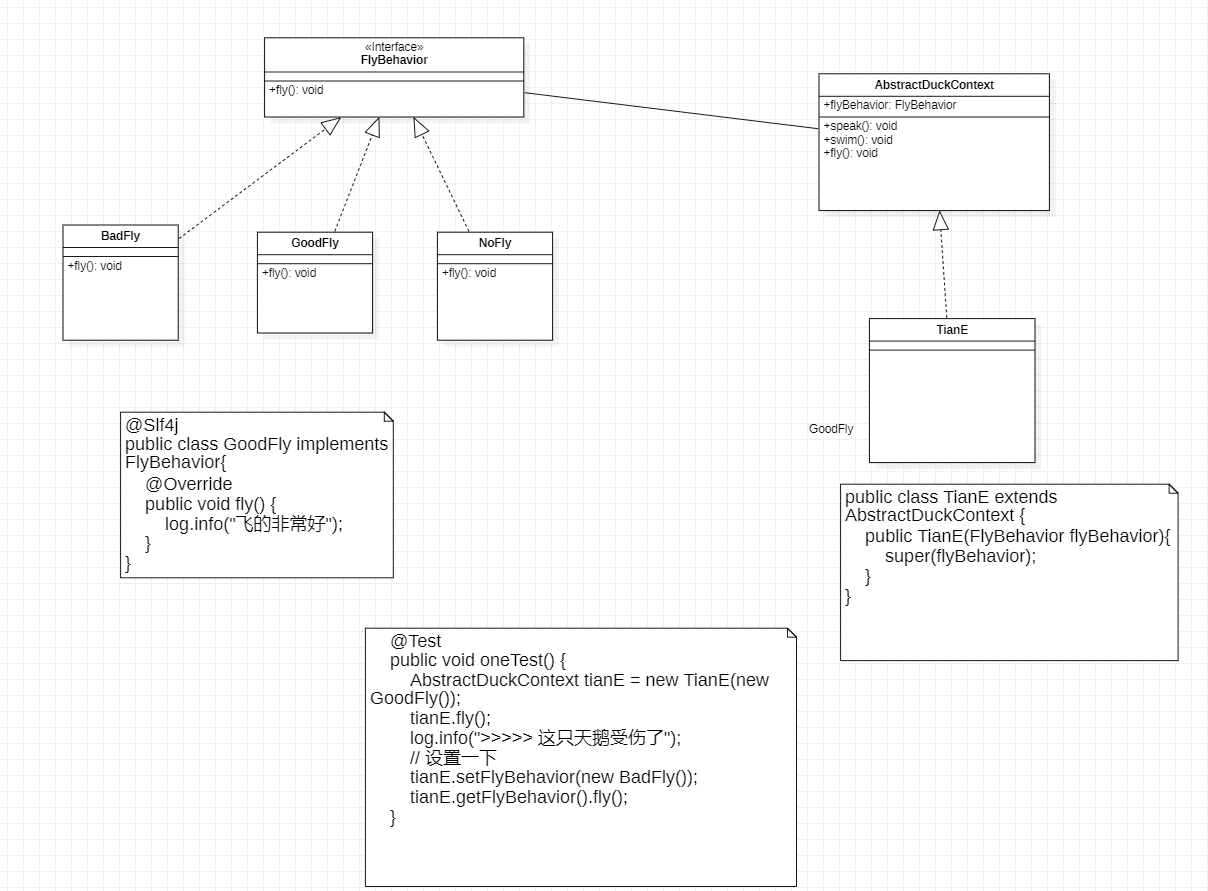 «Interface»
FlyBehavior
+fly(): void
AbstractDuckContext
+flyBehavior: FlyBehavior
+speak(): void
+swim(): void
+fly(): void
BadFly
+fly(): void
GoodFly
+fly(): void
NoFly
+fly(): void
TianE
GoodFly
@Slf4j
public class GoodFly implements
FlyBehavior{
@Override
public void fly() {
log.info("飞的非常好");
}
}
public class TianE extends
AbstractDuckContext {
public TianE(FlyBehavior flyBehavior){
super(flyBehavior);
}
}
@Test
public void oneTest() {
AbstractDuckContext tianE = new TianE(new
GoodFly());
tianE.fly();
log.info(">>>>> 这只天鹅受伤了");
// 设置一下
tianE.setFlyBehavior(new BadFly());
tianE.getFlyBehavior().fly();
}